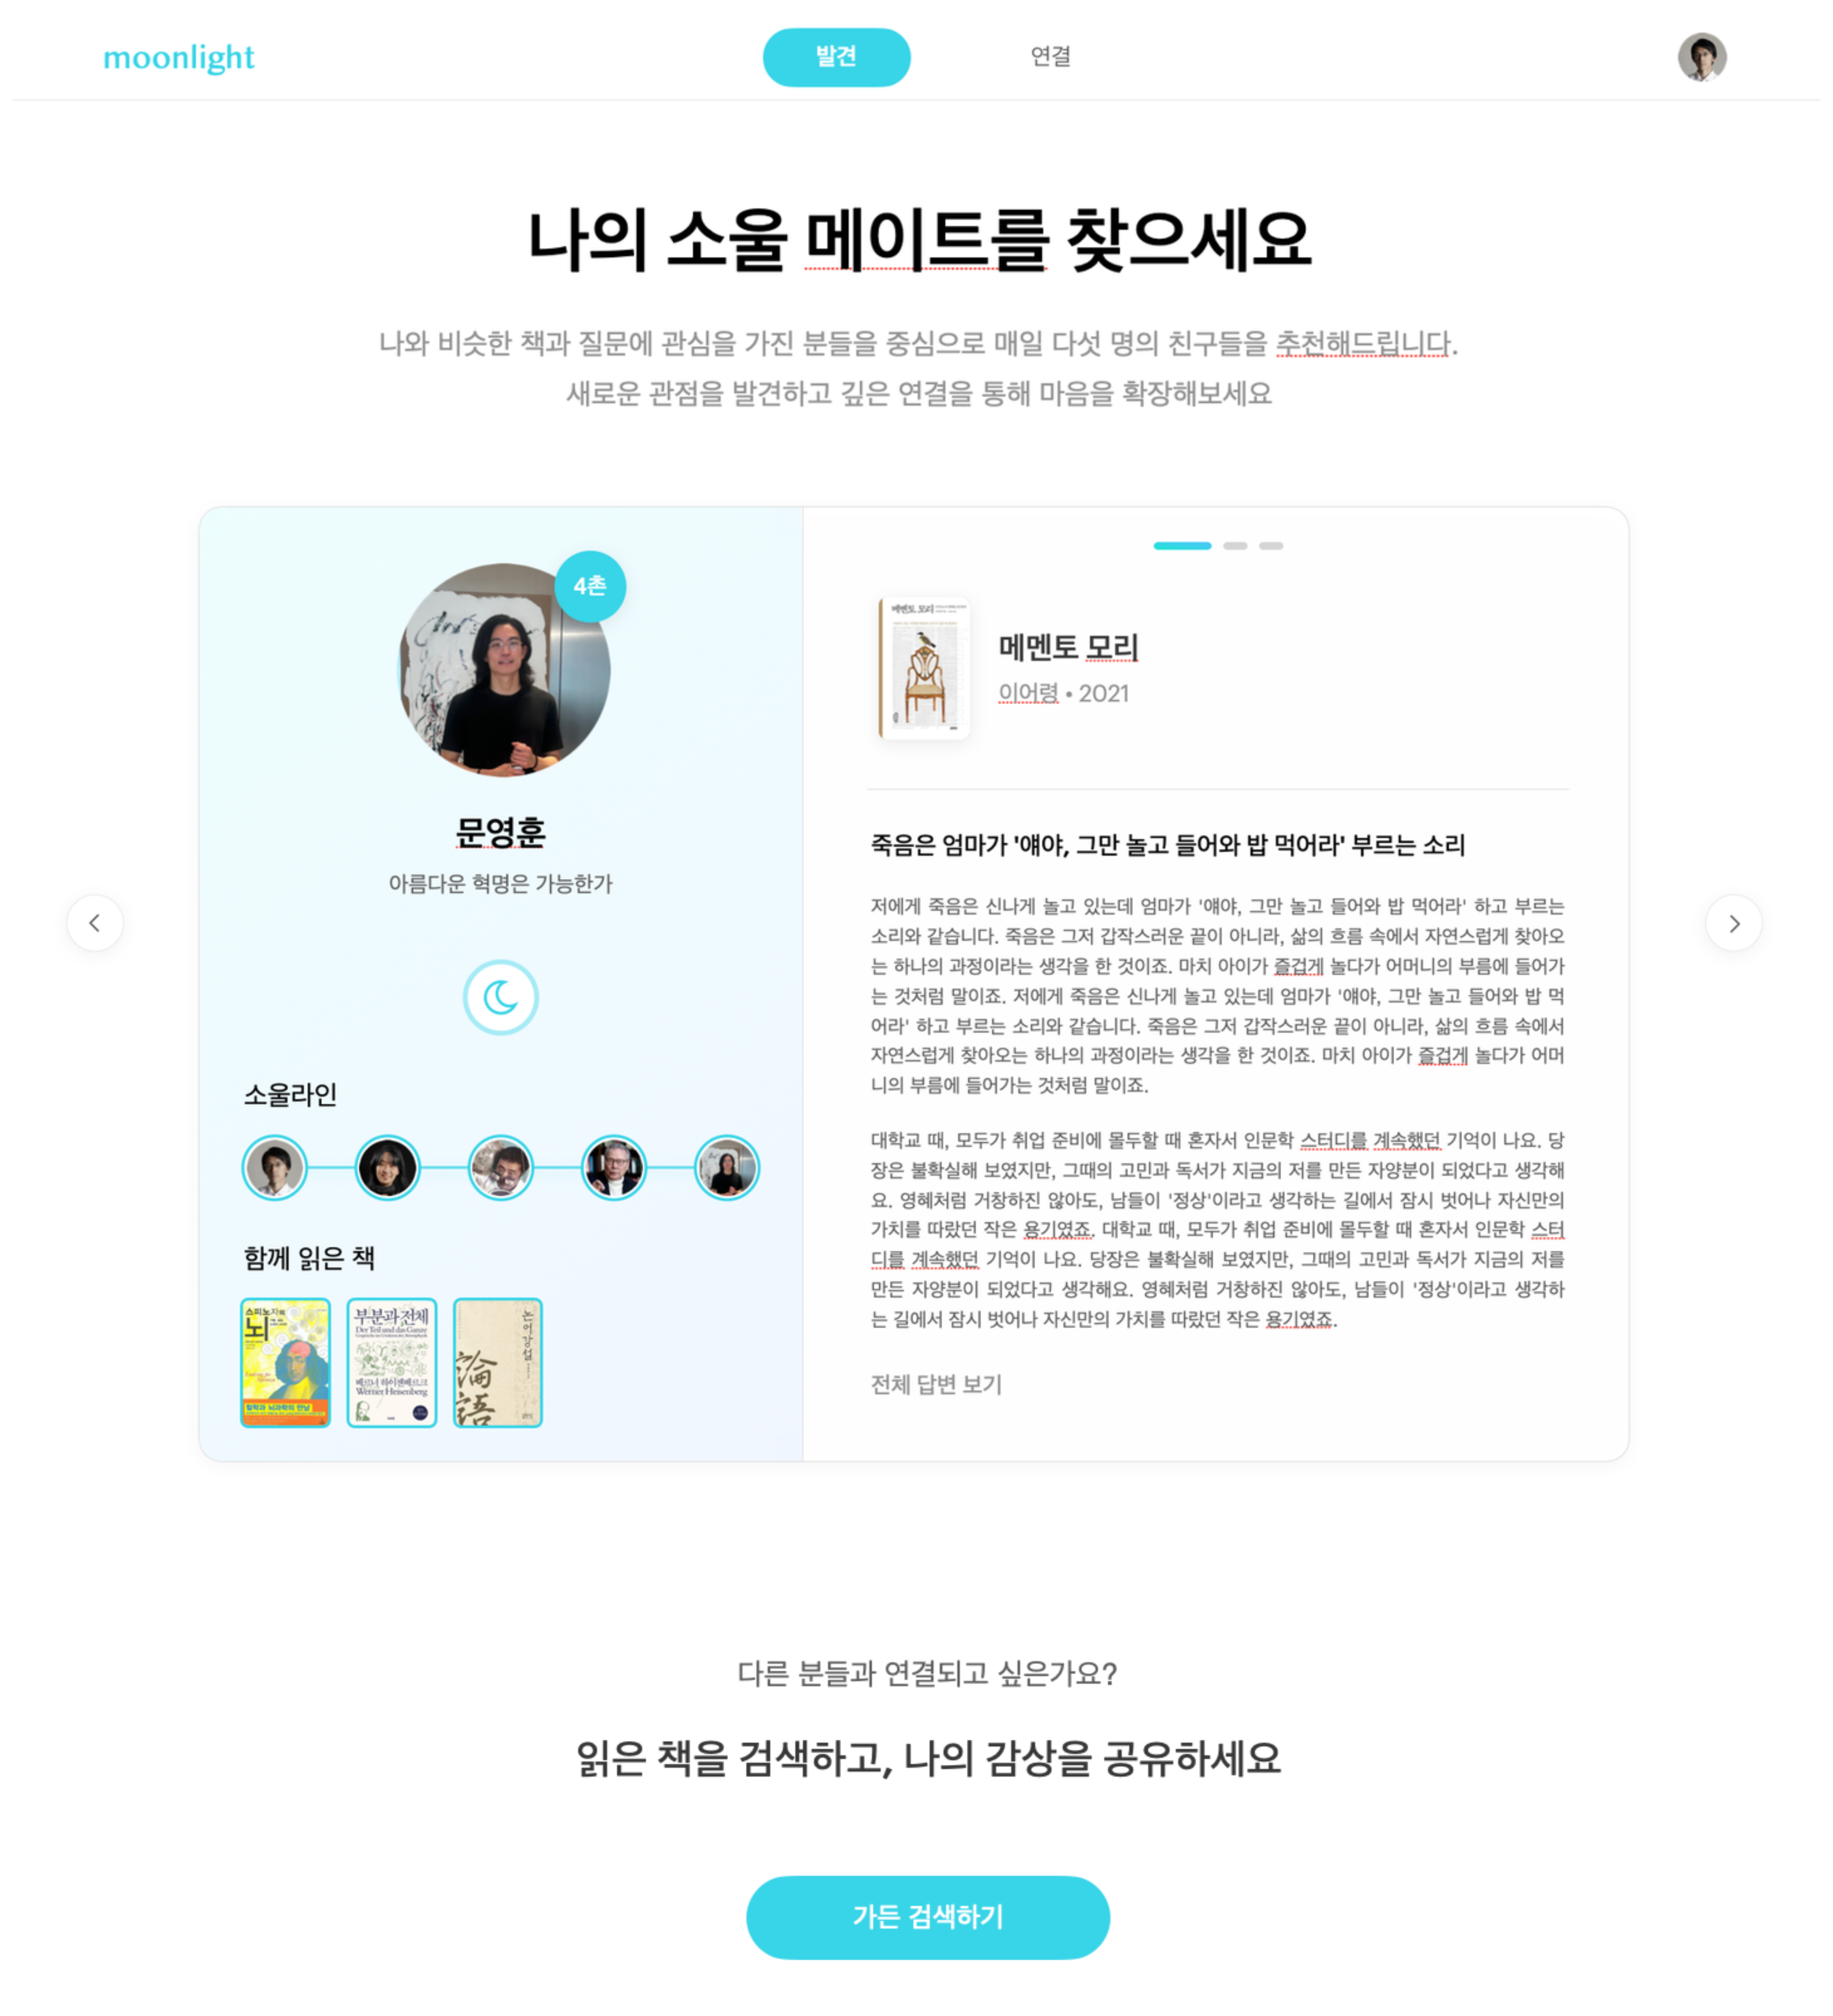 moonlight
발견
연결
나의 소울 메이트를 찾으세요
나와 비슷한 책과 질문에 관심을 가진 분들을 중심으로 매일 다섯 명의 친구들을 추천해드립니다.
새로운 관점을 발견하고 깊은 연결을 통해 마음을 확장해보세요
4촌
문영훈
아름다운 혁명은 가능한가
소울라인
함께 읽은 책
스피노자의
뇌
철학과 뇌과학의 만남
부분과 전체
Der Teil und das Ganze
베르너 하이젠베르크
Werner Heisenberg
논어강설
論語
메멘토 모리
메멘토 모리
이어령 • 2021
죽음은 엄마가 '얘야, 그만 놀고 들어와 밥 먹어라' 부르는 소리
저에게 죽음은 신나게 놀고 있는데 엄마가 '얘야, 그만 놀고 들어와 밥 먹어라' 하고 부르는
소리와 같습니다. 죽음은 그저 갑작스러운 끝이 아니라, 삶의 흐름 속에서 자연스럽게 찾아오
는 하나의 과정이라는 생각을 한 것이죠. 마치 아이가 즐겁게 놀다가 어머니의 부름에 들어가
는 것처럼 말이죠. 저에게 죽음은 신나게 놀고 있는데 엄마가 '얘야, 그만 놀고 들어와 밥 먹
어라' 하고 부르는 소리와 같습니다. 죽음은 그저 갑작스러운 끝이 아니라, 삶의 흐름 속에서
자연스럽게 찾아오는 하나의 과정이라는 생각을 한 것이죠. 마치 아이가 즐겁게 놀다가 어머
니의 부름에 들어가는 것처럼 말이죠.
대학교 때, 모두가 취업 준비에 몰두할 때 혼자서 인문학 스터디를 계속했던 기억이 나요. 당
장은 불확실해 보였지만, 그때의 고민과 독서가 지금의 저를 만든 자양분이 되었다고 생각해
요. 영혜처럼 거창하진 않아도, 남들이 '정상'이라고 생각하는 길에서 잠시 벗어나 자신만의
가치를 따랐던 작은 용기였죠. 대학교 때, 모두가 취업 준비에 몰두할 때 혼자서 인문학 스터
디를 계속했던 기억이 나요. 당장은 불확실해 보였지만, 그때의 고민과 독서가 지금의 저를
만든 자양분이 되었다고 생각해요. 영혜처럼 거창하진 않아도, 남들이 '정상'이라고 생각하
는 길에서 잠시 벗어나 자신만의 가치를 따랐던 작은 용기였죠.
전체 답변 보기
다른 분들과 연결되고 싶은가요?
읽은 책을 검색하고, 나의 감상을 공유하세요
가든 검색하기